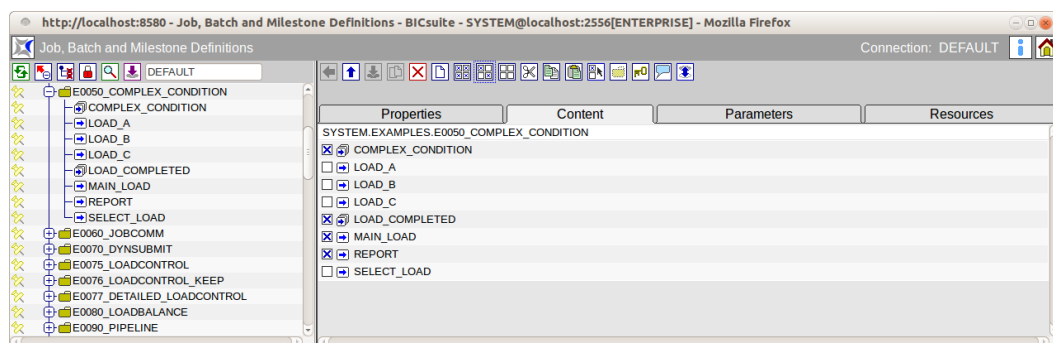 http://localhost:8580 - Job, Batch and Milestone Definitions - BICsuite - SYSTEM@localhost:2556[ENTERPRISE] - Mozilla Firefox
Job, Batch and Milestone Definitions
Connection: DEFAULT
DEFAULT
E0050_COMPLEX_CONDITION
COMPLEX_CONDITION
LOAD_A
LOAD_B
LOAD_C
LOAD_COMPLETED
MAIN_LOAD
REPORT
SELECT_LOAD
E0060_JOBCOMM
E0070_DYNSUBMIT
E0075_LOADCONTROL
E0076_LOADCONTROL_KEEP
E0077_DETAILED_LOADCONTROL
E0080_LOADBALANCE
E0090_PIPELINE
Properties Content Parameters Resources
SYSTEM.EXAMPLES.E0050_COMPLEX_CONDITION
COMPLEX_CONDITION
LOAD_A
LOAD_B
LOAD_C
LOAD_COMPLETED
MAIN_LOAD
REPORT
SELECT_LOAD